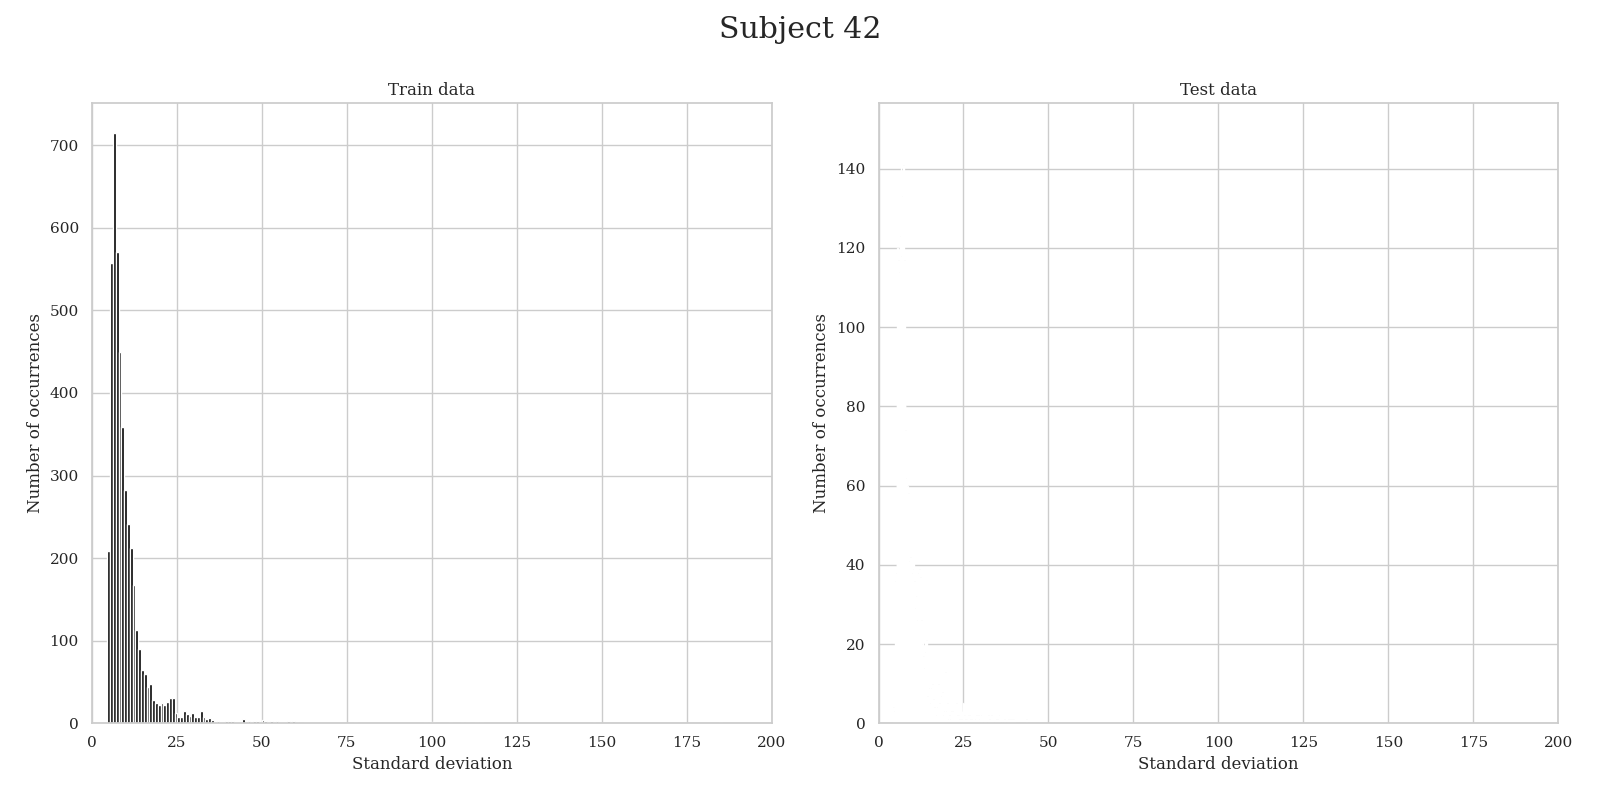 Subject 42
Train data
Number of occurrences
700
600
500
400
300
200
100
0
0 25 50 75 100 125 150 175 200
Standard deviation
Test data
Number of occurrences
140
120
100
80
60
40
20
0
0 25 50 75 100 125 150 175 200
Standard deviation